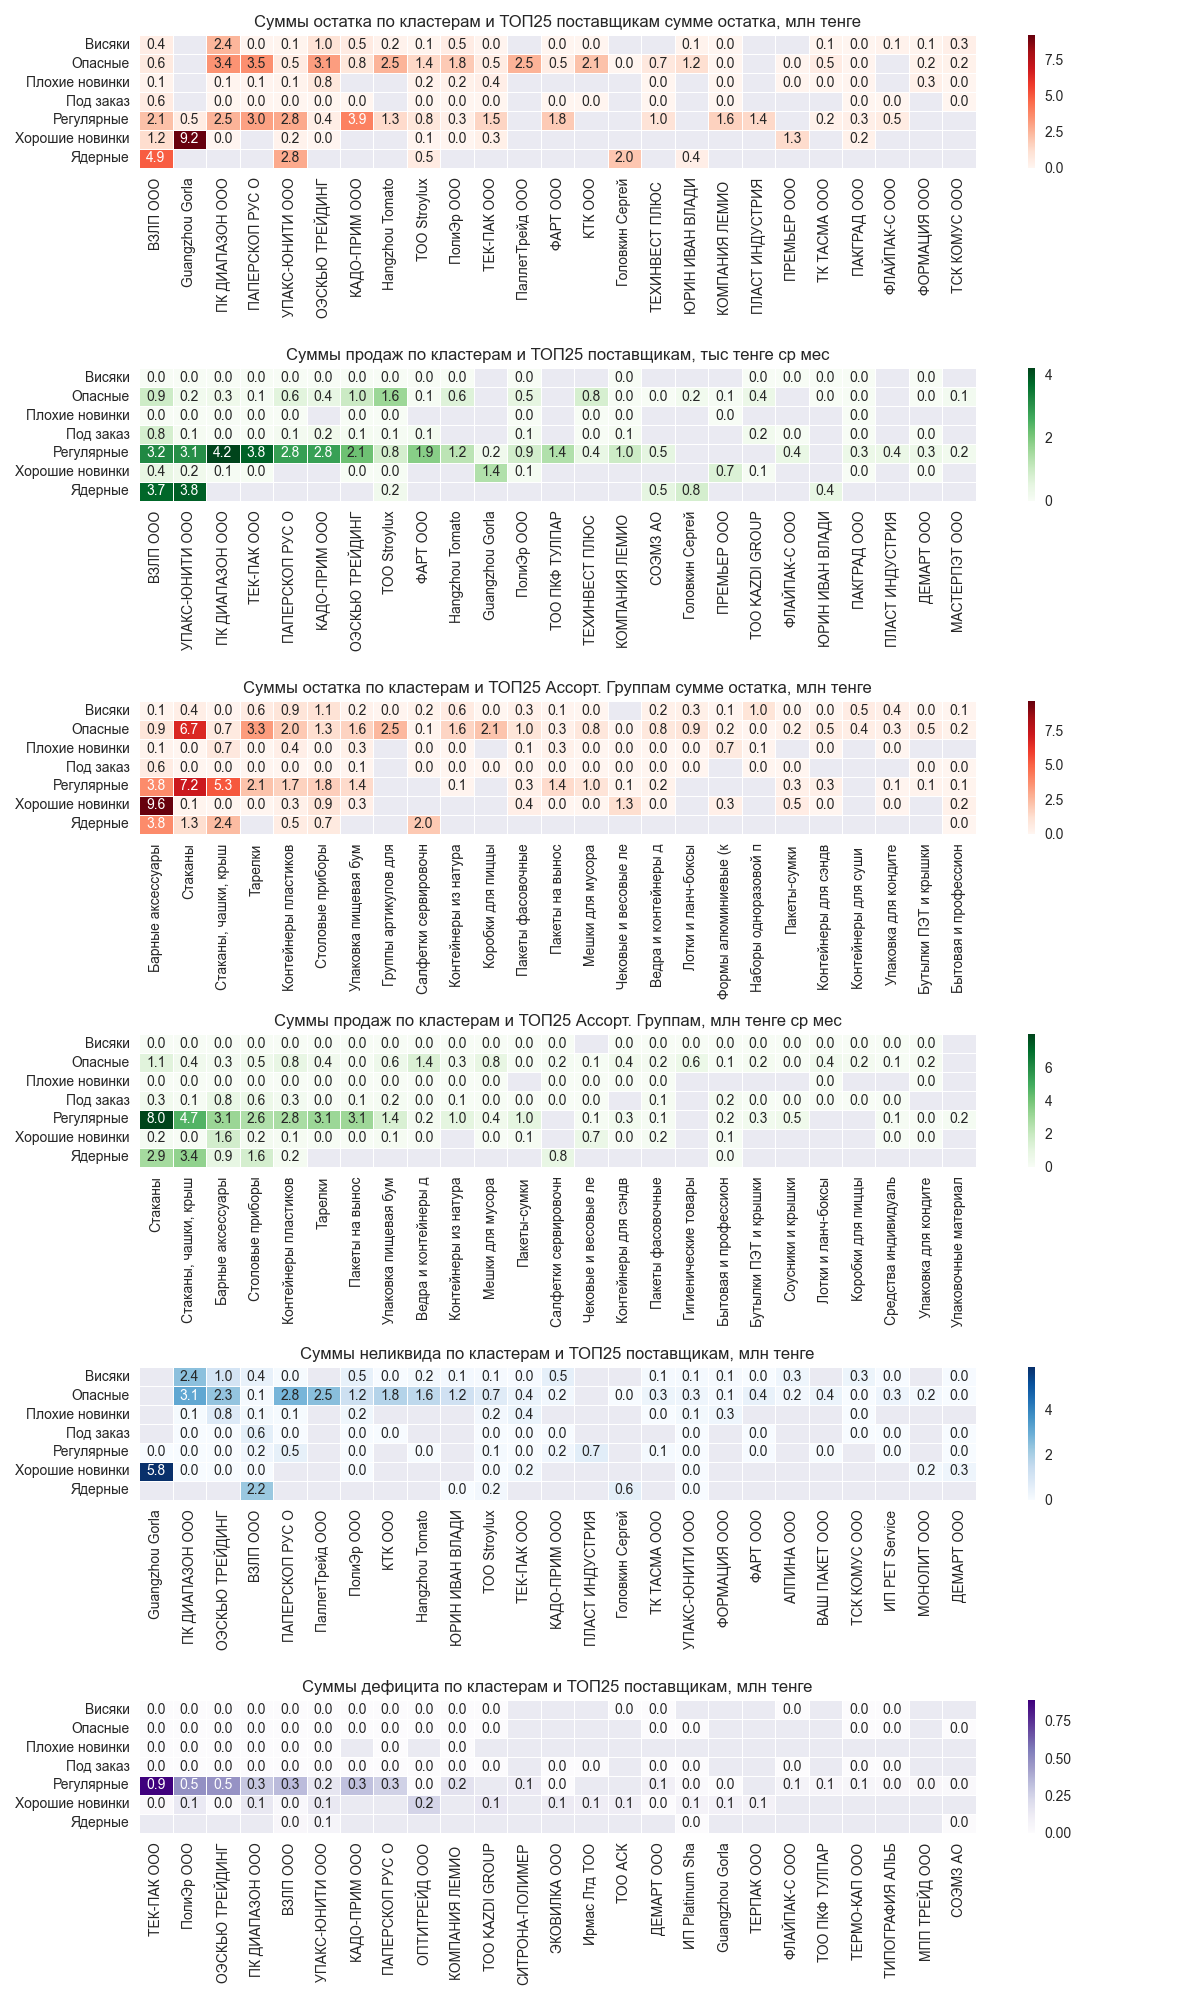 Суммы остатка по кластерам и ТОП25 поставщикам сумме остатка, млн тенге
Висяки 0.4 2.4 0.0 0.1 1.0 0.5 0.2 0.1 0.5 0.0 0.0 0.0 0.1 0.0 0.1 0.0 0.1 0.1 0.3
Опасные 0.6 3.4 3.5 0.5 3.1 0.8 2.5 1.4 1.8 0.5 2.5 0.5 2.1 0.0 0.7 1.2 0.0 0.0 0.5 0.0 0.2 0.2
Плохие новинки 0.1 0.1 0.1 0.1 0.8 0.2 0.2 0.4 0.0 0.0 0.0 0.0 0.0 0.3 0.0
Под заказ 0.6 0.0 0.0 0.0 0.0 0.0 0.0 0.0 0.0 0.0 0.0 0.0 0.0 0.0 0.0 0.0
Регулярные 2.1 0.5 2.5 3.0 2.8 0.4 3.9 1.3 0.8 0.3 1.5 1.8 1.0 1.6 1.4 0.2 0.3 0.5
Хорошие новинки 1.2 9.2 0.0 0.2 0.0 0.1 0.0 0.3 1.3 0.2
Ядерные 4.9 2.8 0.5 2.0 0.4
7.5
5.0
2.5
0.0
ВЗЛП ООО
Guangzhou Gorla
ПК ДИАПАЗОН ООО
ПАПЕРСКОП РУС О
УПАКС-ЮНИТИ ООО
ОЭСКЬЮ ТРЕЙДИНГ
КАДО-ПРИМ ООО
Hangzhou Tomato
ТОО Stroylux
ПолиЭр ООО
ТЕК-ПАК ООО
ПаллетТрейд ООО
ФАРТ ООО
КТК ООО
Головкин Сергей
ТЕХИНВЕСТ ПЛЮС
ЮРИН ИВАН ВЛАДИ
КОМПАНИЯ ЛЕМИО
ПЛАСТ ИНДУСТРИЯ
ПРЕМЬЕР ООО
ТК ТАСМА ООО
ПАКГРАД ООО
ФЛАЙПАК-С ООО
ФОРМАЦИЯ ООО
ТСК КОМУС ООО
Суммы продаж по кластерам и ТОП25 поставщикам, тыс тенге ср мес
Висяки 0.0 0.0 0.0 0.0 0.0 0.0 0.0 0.0 0.0 0.0 0.0 0.0 0.0 0.0 0.0 0.0 0.0
Опасные 0.9 0.2 0.3 0.1 0.6 0.4 1.0 1.6 0.1 0.6 0.5 0.8 0.0 0.0 0.2 0.1 0.4 0.0 0.0 0.0 0.1
Плохие новинки 0.0 0.0 0.0 0.0 0.0 0.0 0.0 0.0 0.0 0.0 0.0 0.0
Под заказ 0.8 0.1 0.0 0.0 0.1 0.2 0.1 0.1 0.1 0.1 0.0 0.1 0.2 0.0 0.0 0.0
Регулярные 3.2 3.1 4.2 3.8 2.8 2.8 2.1 0.8 1.9 1.2 0.2 0.9 1.4 0.4 1.0 0.5 0.4 0.3 0.4 0.3 0.2
Хорошие новинки 0.4 0.2 0.1 0.0 0.0 0.0 1.4 0.1 0.7 0.1 0.0 0.0
Ядерные 3.7 3.8 0.2 0.5 0.8 0.4
4
2
0
ВЗЛП ООО
УПАКС-ЮНИТИ ООО
ПК ДИАПАЗОН ООО
ТЕК-ПАК ООО
ПАПЕРСКОП РУС О
КАДО-ПРИМ ООО
ОЭСКЬЮ ТРЕЙДИНГ
ТОО Stroylux
ФАРТ ООО
Hangzhou Tomato
Guangzhou Gorla
ПолиЭр ООО
ТОО ПКФ ТУЛПАР
ТЕХИНВЕСТ ПЛЮС
КОМПАНИЯ ЛЕМИО
СОЭМЗ АО
Головкин Сергей
ПРЕМЬЕР ООО
ТОО KAZDI GROUP
ФЛАЙПАК-С ООО
ЮРИН ИВАН ВЛАДИ
ПАКГРАД ООО
ПЛАСТ ИНДУСТРИЯ
ДЕМАРТ ООО
МАСТЕРПЭТ ООО
Суммы остатка по кластерам и ТОП25 Ассорт. Группам сумме остатка, млн тенге
Висяки 0.1 0.4 0.0 0.6 0.9 1.1 0.2 0.0 0.2 0.6 0.0 0.3 0.1 0.0 0.2 0.3 0.1 1.0 0.0 0.0 0.5 0.4 0.0 0.1
Опасные 0.9 6.7 0.7 3.3 2.0 1.3 1.6 2.5 0.1 1.6 2.1 1.0 0.3 0.8 0.0 0.8 0.9 0.2 0.0 0.2 0.5 0.4 0.3 0.5 0.2
Плохие новинки 0.1 0.0 0.7 0.0 0.4 0.0 0.3 0.0 0.0 0.1 0.3 0.0 0.0 0.0 0.0 0.7 0.1 0.0 0.0
Под заказ 0.6 0.0 0.0 0.0 0.0 0.0 0.1 0.0 0.0 0.0 0.0 0.0 0.0 0.0 0.0 0.0 0.0 0.0 0.0 0.0
Регулярные 3.8 7.2 5.3 2.1 1.7 1.8 1.4 0.1 0.3 1.4 1.0 0.1 0.2 0.3 0.3 0.1 0.1 0.1
Хорошие новинки 9.6 0.1 0.0 0.0 0.3 0.9 0.3 0.4 0.0 0.0 1.3 0.0 0.3 0.5 0.0 0.2
Ядерные 3.8 1.3 2.4 0.5 0.7 2.0 0.0
7.5
5.0
2.5
0.0
Барные аксессуары
Стаканы
Стаканы, чашки, крыш
Тарелки
Контейнеры пластиков
Столовые приборы
Упаковка пищевая бум
Группы артикулов для
Салфетки сервировочн
Контейнеры из натура
Коробки для пиццы
Пакеты фасовочные
Пакеты на вынос
Мешки для мусора
Чековые и весовые ле
Ведра и контейнеры д
Лотки и ланч-боксы
Формы алюминиевые (к
Наборы одноразовой п
Пакеты-сумки
Контейнеры для сэндв
Контейнеры для суши
Упаковка для кондите
Бутылки ПЭТ и крышки
Бытовая и профессион
Суммы продаж по кластерам и ТОП25 Ассорт. Группам, млн тенге ср мес
Висяки 0.0 0.0 0.0 0.0 0.0 0.0 0.0 0.0 0.0 0.0 0.0 0.0 0.0 0.0 0.0 0.0 0.0 0.0 0.0 0.0 0.0 0.0 0.0
Опасные 1.1 0.4 0.3 0.5 0.8 0.4 0.0 0.6 1.4 0.3 0.8 0.0 0.2 0.1 0.4 0.2 0.6 0.1 0.2 0.0 0.4 0.2 0.1 0.2
Плохие новинки 0.0 0.0 0.0 0.0 0.0 0.0 0.0 0.0 0.0 0.0 0.0 0.0 0.0 0.0 0.0 0.0 0.0
Под заказ 0.3 0.1 0.8 0.6 0.3 0.0 0.1 0.2 0.0 0.1 0.0 0.0 0.0 0.1 0.2 0.0 0.0 0.0 0.0 0.0
Регулярные 8.0 4.7 3.1 2.6 2.8 3.1 3.1 1.4 0.2 1.0 0.4 1.0 0.1 0.3 0.1 0.2 0.3 0.5 0.1 0.0 0.2
Хорошие новинки 0.2 0.0 1.6 0.2 0.1 0.0 0.0 0.1 0.0 0.0 0.1 0.7 0.0 0.2 0.1 0.0 0.0
Ядерные 2.9 3.4 0.9 1.6 0.2 0.8 0.0
6
4
2
0
Стаканы
Стаканы, чашки, крыш
Барные аксессуары
Столовые приборы
Контейнеры пластиков
Тарелки
Пакеты на вынос
Упаковка пищевая бум
Ведра и контейнеры д
Контейнеры из натура
Мешки для мусора
Пакеты-сумки
Салфетки сервировочн
Чековые и весовые ле
Контейнеры для сэндв
Пакеты фасовочные
Гигиенические товары
Бытовая и профессион
Бутылки ПЭТ и крышки
Соусники и крышки
Лотки и ланч-боксы
Коробки для пиццы
Средства индивидуаль
Упаковка для кондите
Упаковочные материал
Суммы неликвида по кластерам и ТОП25 поставщикам, млн тенге
Висяки 2.4 1.0 0.4 0.0 0.5 0.0 0.2 0.1 0.1 0.0 0.5 0.1 0.1 0.1 0.0 0.3 0.3 0.0 0.0
Опасные 3.1 2.3 0.1 2.8 2.5 1.2 1.8 1.6 1.2 0.7 0.4 0.2 0.0 0.3 0.3 0.1 0.4 0.2 0.4 0.0 0.3 0.2 0.0
Плохие новинки 0.1 0.8 0.1 0.1 0.2 0.2 0.4 0.0 0.1 0.3 0.0
Под заказ 0.0 0.0 0.6 0.0 0.0 0.0 0.0 0.0 0.0 0.0 0.0 0.0 0.0 0.0
Регулярные 0.0 0.0 0.0 0.2 0.5 0.0 0.0 0.1 0.0 0.2 0.7 0.1 0.0 0.0 0.0 0.0 0.0
Хорошие новинки 5.8 0.0 0.0 0.0 0.0 0.0 0.2 0.0 0.2 0.3
Ядерные 2.2 0.0 0.2 0.6 0.0
4
2
0
Guangzhou Gorla
ПК ДИАПАЗОН ООО
ОЭСКЬЮ ТРЕЙДИНГ
ВЗЛП ООО
ПАПЕРСКОП РУС О
ПаллетТрейд ООО
ПолиЭр ООО
КТК ООО
Hangzhou Tomato
ЮРИН ИВАН ВЛАДИ
ТОО Stroylux
ТЕК-ПАК ООО
КАДО-ПРИМ ООО
ПЛАСТ ИНДУСТРИЯ
Головкин Сергей
ТК ТАСМА ООО
УПАКС-ЮНИТИ ООО
ФОРМАЦИЯ ООО
ФАРТ ООО
АЛПИНА ООО
ВАШ ПАКЕТ ООО
ТСК КОМУС ООО
ИП PET Service
МОНОЛИТ ООО
ДЕМАРТ ООО
Суммы дефицита по кластерам и ТОП25 поставщикам, млн тенге
Висяки 0.0 0.0 0.0 0.0 0.0 0.0 0.0 0.0 0.0 0.0 0.0 0.0 0.0 0.0 0.0 0.0
Опасные 0.0 0.0 0.0 0.0 0.0 0.0 0.0 0.0 0.0 0.0 0.0 0.0 0.0 0.0 0.0 0.0
Плохие новинки 0.0 0.0 0.0 0.0 0.0 0.0 0.0 0.0
Под заказ 0.0 0.0 0.0 0.0 0.0 0.0 0.0 0.0 0.0 0.0 0.0 0.0 0.0 0.0 0.0 0.0 0.0 0.0
Регулярные 0.9 0.5 0.5 0.3 0.3 0.2 0.3 0.3 0.0 0.2 0.1 0.0 0.1 0.0 0.0 0.1 0.1 0.1 0.0 0.0 0.0
Хорошие новинки 0.0 0.1 0.0 0.1 0.0 0.1 0.2 0.1 0.1 0.1 0.1 0.0 0.1 0.1 0.1
Ядерные 0.0 0.1 0.0 0.0
0.75
0.50
0.25
0.00
ТЕК-ПАК ООО
ПолиЭр ООО
ОЭСКЬЮ ТРЕЙДИНГ
ПК ДИАПАЗОН ООО
ВЗЛП ООО
УПАКС-ЮНИТИ ООО
КАДО-ПРИМ ООО
ПАПЕРСКОП РУС О
ОПТИТРЕЙД ООО
КОМПАНИЯ ЛЕМИО
ТОО KAZDI GROUP
СИТРОНА-ПОЛИМЕР
ЭКОВИЛКА ООО
Ирмас Лтд ТОО
ТОО АСК
ДЕМАРТ ООО
ИП Platinum Sha
Guangzhou Gorla
ТЕРПАК ООО
ФЛАЙПАК-С ООО
ТОО ПКФ ТУЛПАР
ТЕРМО-КАП ООО
ТИПОГРАФИЯ АЛЬБ
МПП ТРЕЙД ООО
СОЭМЗ АО